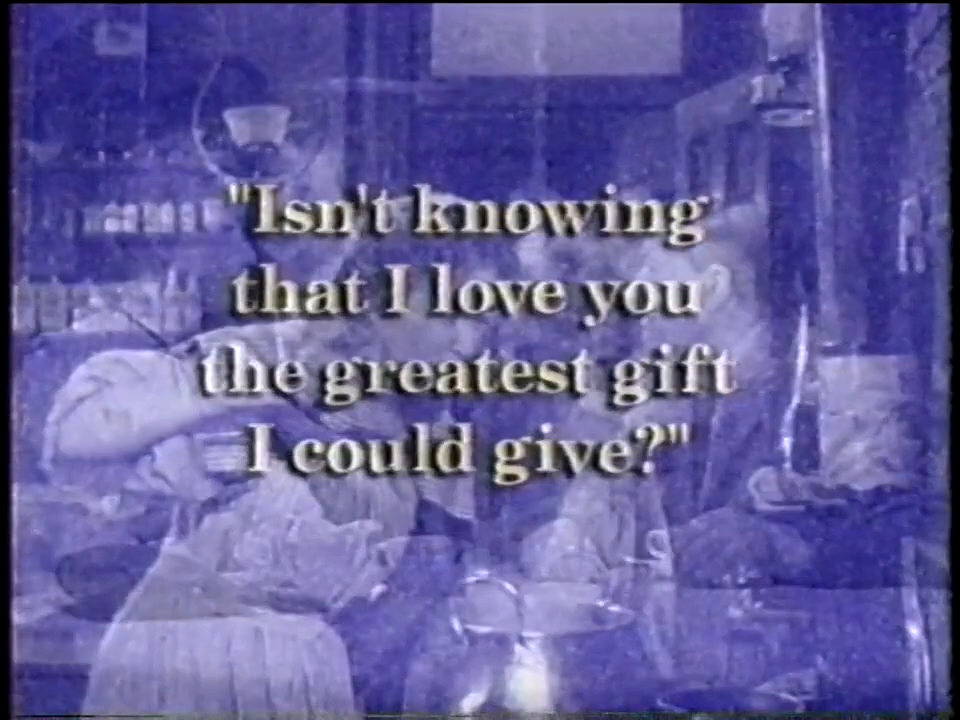 "Isn't knowing
that I love you
the greatest gift
I could give?"